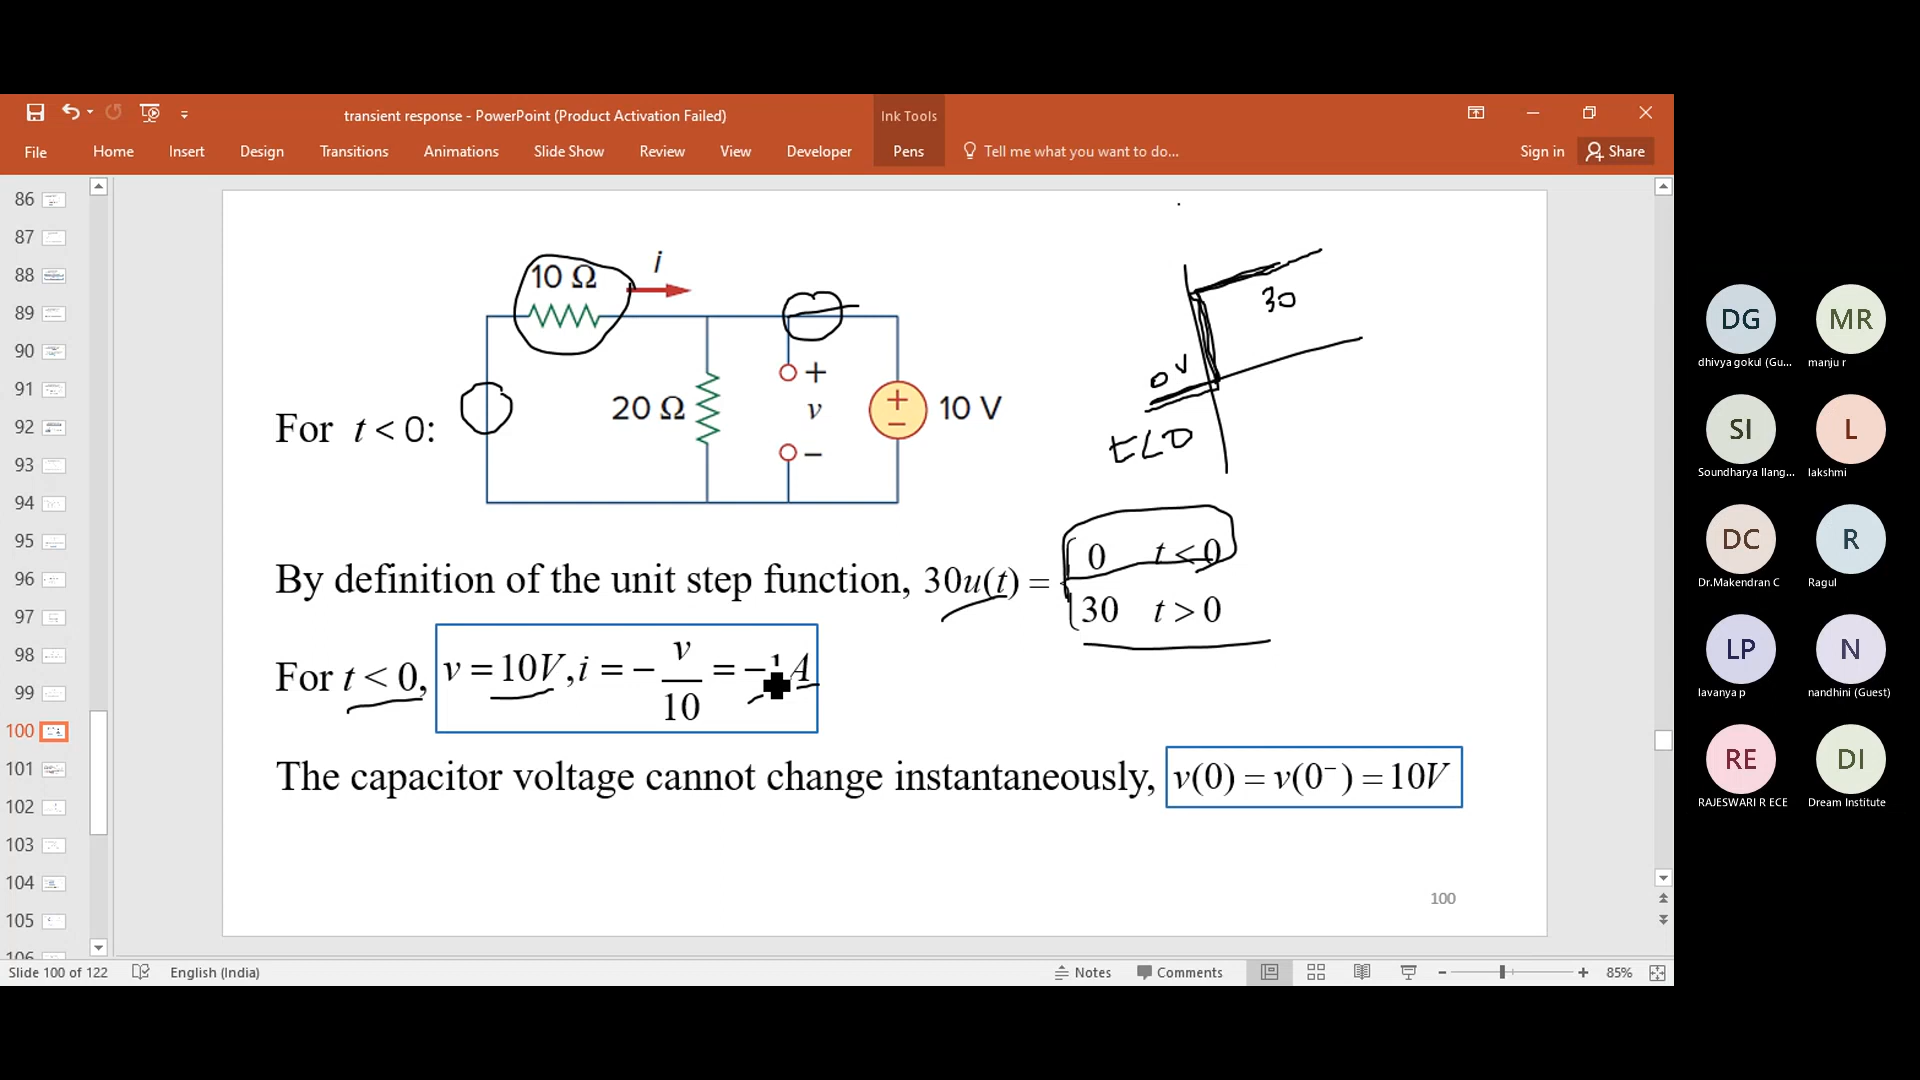 transient response - PowerPoint (Product Activation Failed)
Ink Tools
File Home Insert Design Transitions Animations Slide Show Review View Developer Pens Tell me what you want to do... Sign in Share
86
87
88
89
90
91
92
93
94
95
96
97
98
99
100
101
102
103
104
105
106
10 Ω
i
30
0V
t<0
For t < 0:
20 Ω
+
v
−
+
−
10 V
By definition of the unit step function, 30u(t) = { 0 t < 0
30 t > 0
For t < 0, v = 10V, i = − v/10 = −1A
The capacitor voltage cannot change instantaneously, v(0) = v(0⁻) = 10V
100
Slide 100 of 122 English (India) Notes Comments 85%
DG
dhivya gokul (Gu...
MR
manju r
SI
Soundharya Ilang...
L
lakshmi
DC
Dr.Makendran C
R
Ragul
LP
lavanya p
N
nandhini (Guest)
RE
RAJESWARI R ECE
DI
Dream Institute